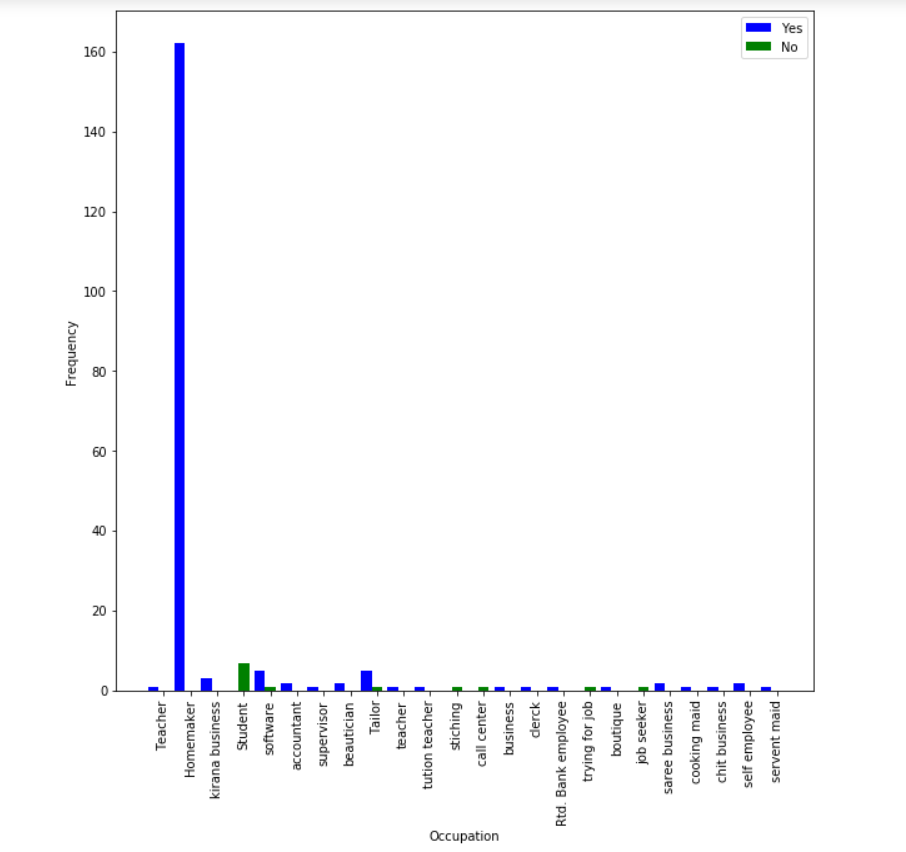 Yes
No
160
140
120
100
80
60
40
20
0
Frequency
Teacher
Homemaker
kirana business
Student
software
accountant
supervisor
beautician
Tailor
teacher
tution teacher
stiching
call center
business
clerck
Rtd. Bank employee
trying for job
boutique
job seeker
saree business
cooking maid
chit business
self employee
servent maid
Occupation